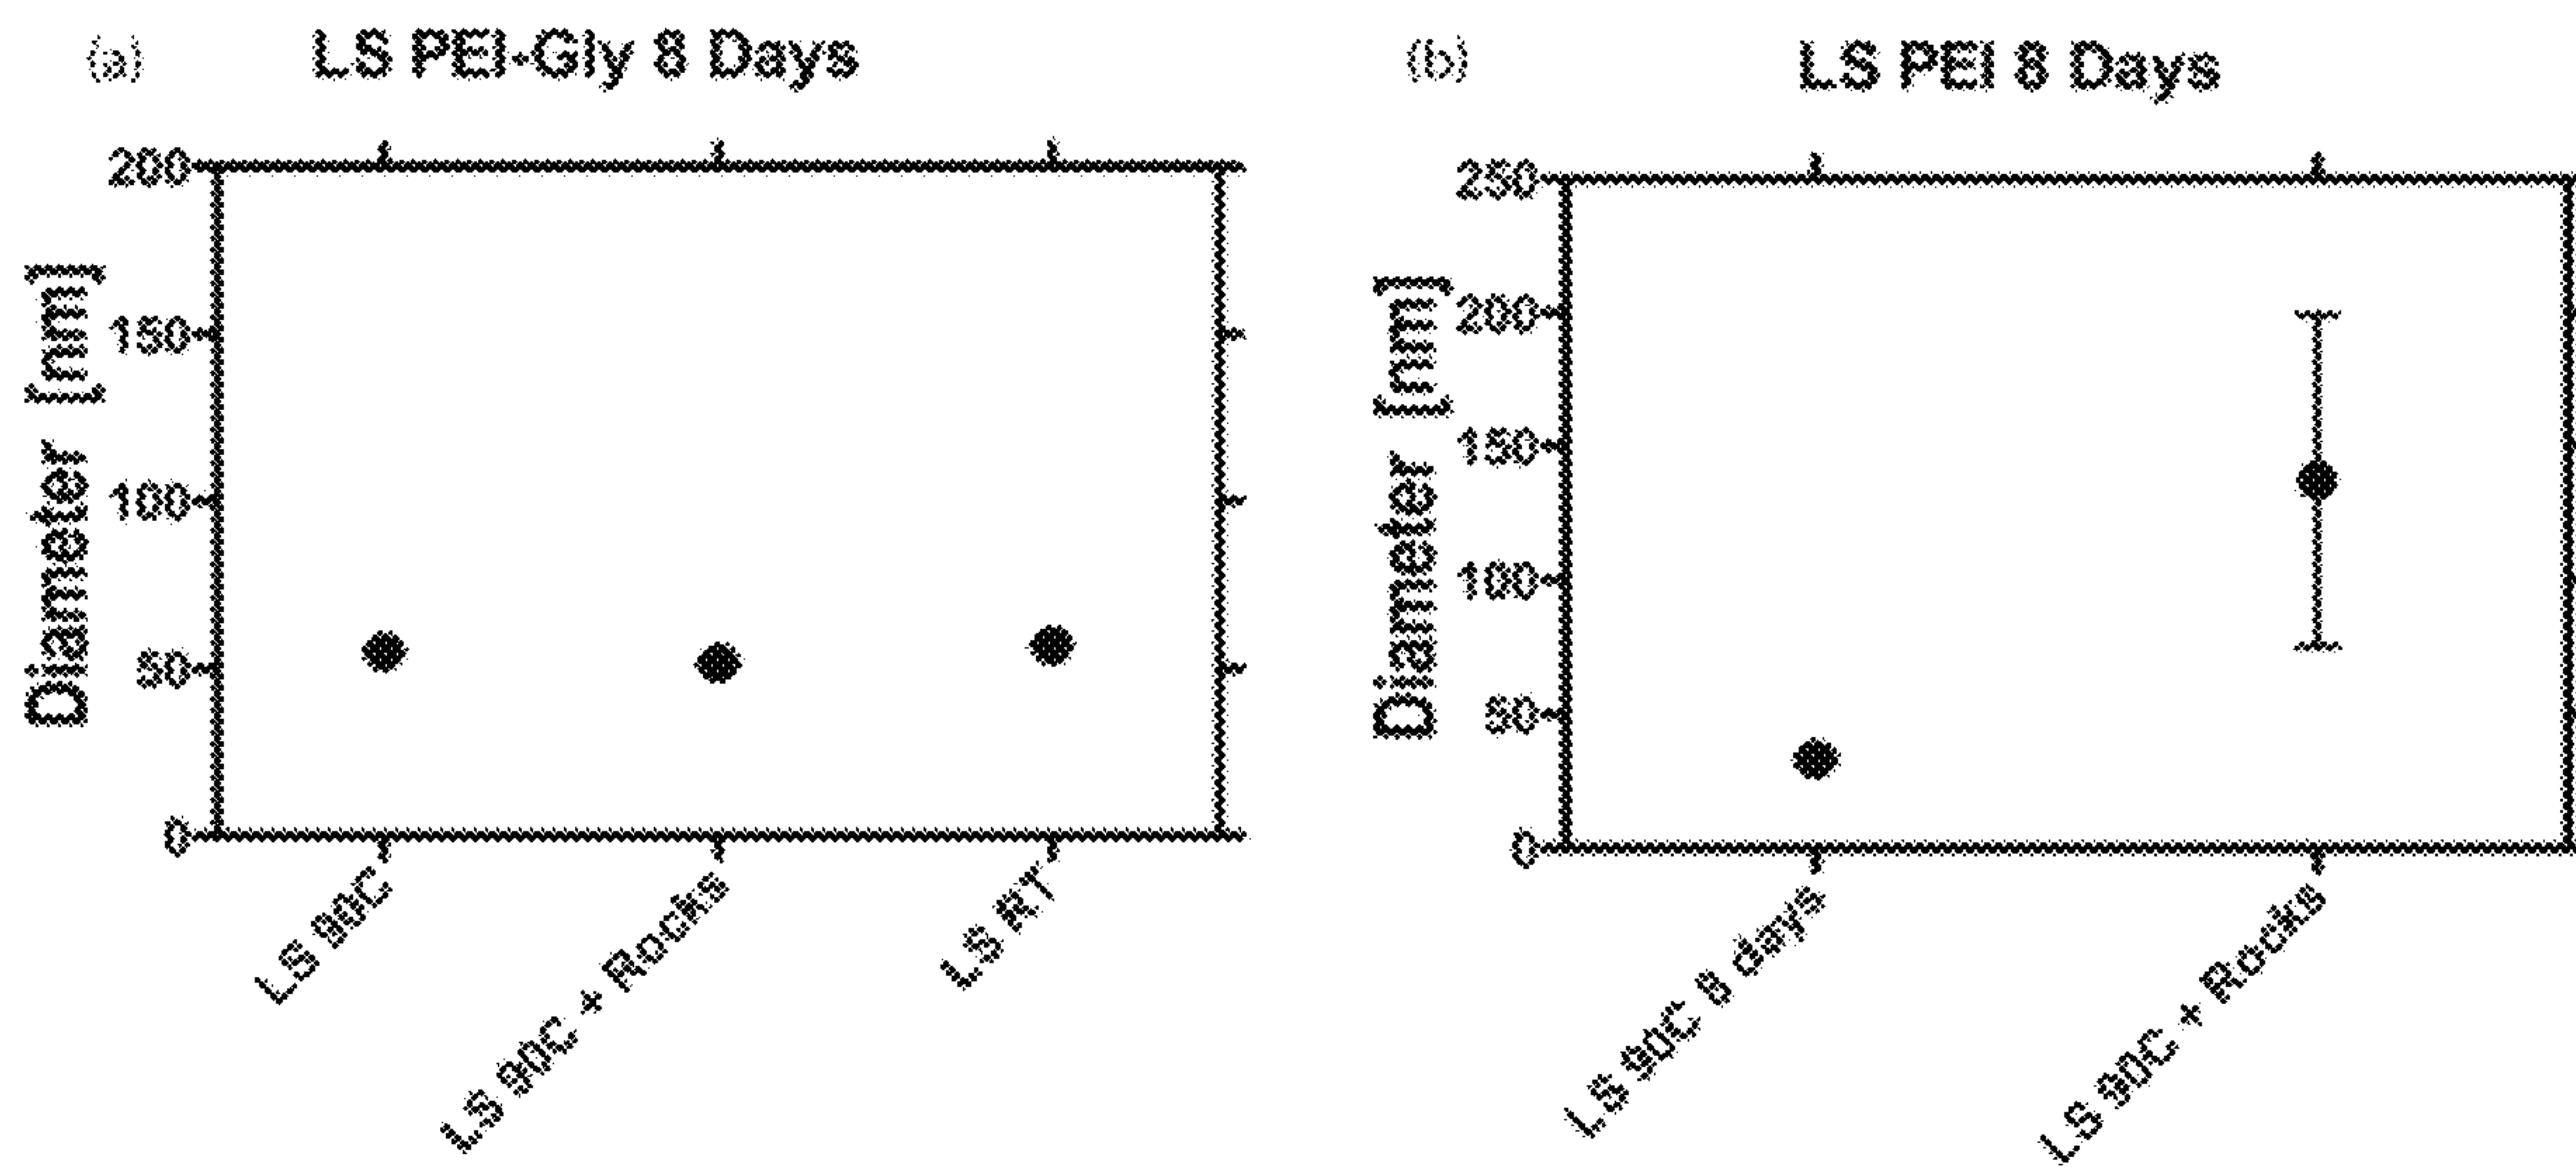 (a)
LS PEI-Gly 8 Days
Diameter [nm]
200
150
100
50
0
LS 90C
LS 90C + Rocks
LS RT
(b)
LS PEI 8 Days
Diameter [nm]
250
200
150
100
50
0
LS 90C 8 days
LS 90C + Rocks